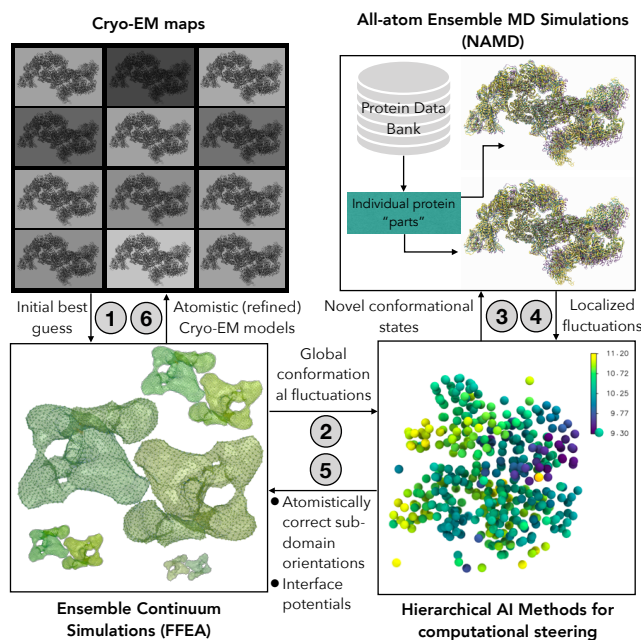 Cryo-EM maps
All-atom Ensemble MD Simulations
(NAMD)
Protein Data
Bank
Individual protein
“parts”
Initial best
guess
1
6
Atomistic (refined)
Cryo-EM models
Novel conformational
states
3
4
Localized
fluctuations
Global
conformation
al fluctuations
2
5
● Atomistically
correct sub-
domain
orientations
● Interface
potentials
11.20
10.72
10.25
9.77
9.30
Ensemble Continuum
Simulations (FFEA)
Hierarchical AI Methods for
computational steering